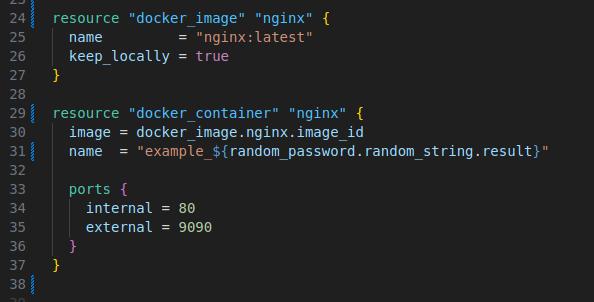 24 resource "docker_image" "nginx" {
25   name         = "nginx:latest"
26   keep_locally = true
27 }
28
29 resource "docker_container" "nginx" {
30   image = docker_image.nginx.image_id
31   name  = "example_${random_password.random_string.result}"
32
33   ports {
34     internal = 80
35     external = 9090
36   }
37 }
38